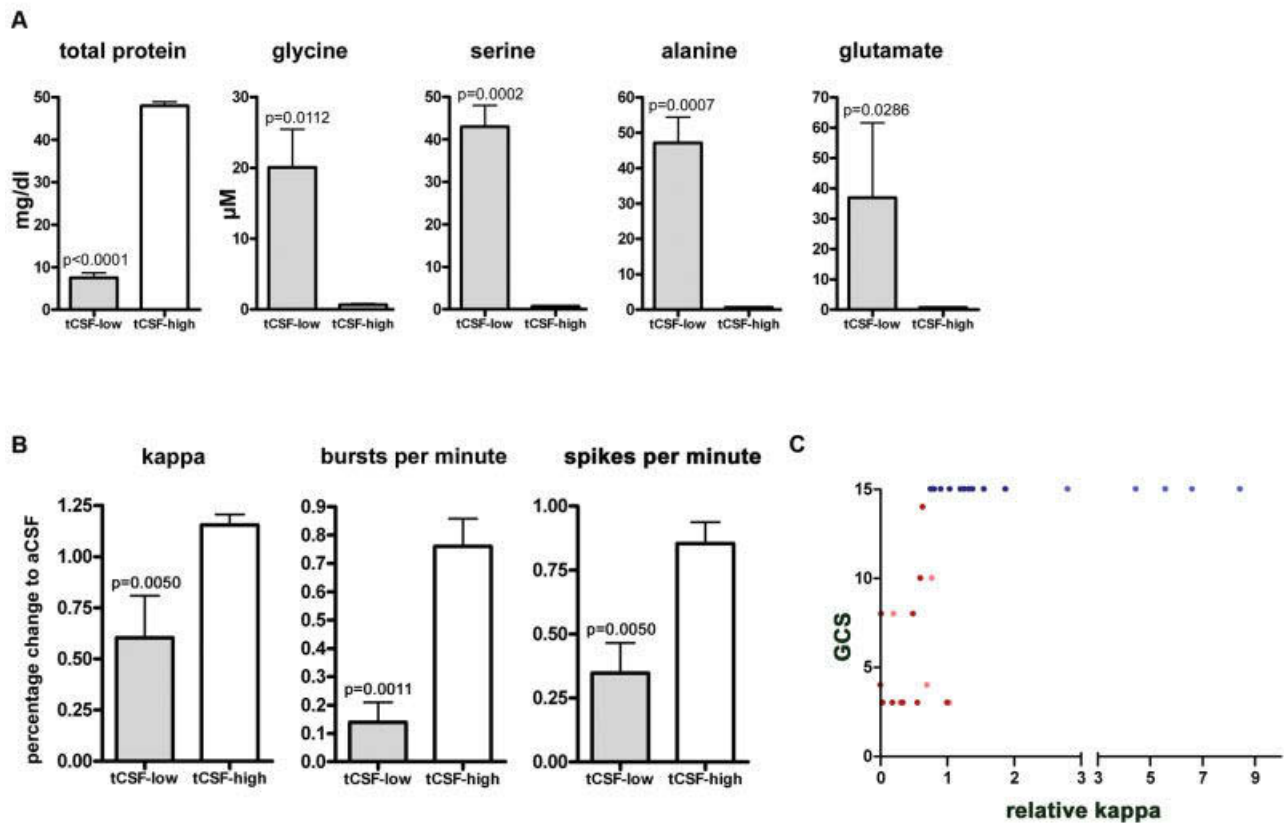 A
total protein
glycine
serine
alanine
glutamate
mg/dl
50
40
30
20
10
0
p<0.0001
tCSF-low
tCSF-high
µM
30
20
10
0
p=0.0112
tCSF-low
tCSF-high
50
40
30
20
10
0
p=0.0002
tCSF-low
tCSF-high
60
50
40
30
20
10
0
p=0.0007
tCSF-low
tCSF-high
70
60
50
40
30
20
10
0
p=0.0286
tCSF-low
tCSF-high
B
kappa
bursts per minute
spikes per minute
percentage change to aCSF
1.25
1.00
0.75
0.50
0.25
0.00
p=0.0050
tCSF-low
tCSF-high
0.9
0.8
0.7
0.6
0.5
0.4
0.3
0.2
0.1
0.0
p=0.0011
tCSF-low
tCSF-high
1.00
0.75
0.50
0.25
0.00
p=0.0050
tCSF-low
tCSF-high
C
GCS
15
10
5
0
0
1
2
3
3
5
7
9
relative kappa